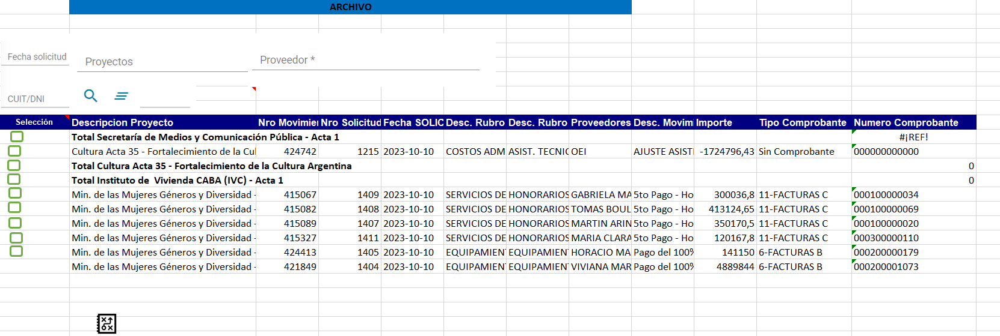 ARCHIVO
Fecha solicitud Proyectos Proveedor *
CUIT/DNI
Selección Descripcion Proyecto Nro Movimien Nro Solicitud Fecha SOLIC Desc. Rubro Desc. Rubro Proveedores Desc. Movim Importe Tipo Comprobante Numero Comprobante
Total Secretaría de Medios y Comunicación Pública - Acta 1 #¡REF!
Cultura Acta 35 - Fortalecimiento de la Cul 424742 1215 2023-10-10 COSTOS ADM ASIST. TECNIC OEI AJUSTE ASISTI -1724796,43 Sin Comprobante 000000000000
Total Cultura Acta 35 - Fortalecimiento de la Cultura Argentina 0
Total Instituto de Vivienda CABA (IVC) - Acta 1 0
Min. de las Mujeres Géneros y Diversidad - 415067 1409 2023-10-10 SERVICIOS DE HONORARIOS GABRIELA MA 5to Pago - Ho 300036,8 11-FACTURAS C 000100000034
Min. de las Mujeres Géneros y Diversidad - 415082 1408 2023-10-10 SERVICIOS DE HONORARIOS TOMAS BOUL 5to Pago - Ho 413124,65 11-FACTURAS C 000100000069
Min. de las Mujeres Géneros y Diversidad - 415089 1407 2023-10-10 SERVICIOS DE HONORARIOS MARTIN ARIN 5to Pago - Ho 350170,5 11-FACTURAS C 000100000020
Min. de las Mujeres Géneros y Diversidad - 415327 1411 2023-10-10 SERVICIOS DE HONORARIOS MARIA CLARA 5to Pago - Ho 120167,8 11-FACTURAS C 000300000110
Min. de las Mujeres Géneros y Diversidad - 424413 1405 2023-10-10 EQUIPAMIEN EQUIPAMIEN HORACIO MA Pago del 100% 141150 6-FACTURAS B 000200000179
Min. de las Mujeres Géneros y Diversidad - 421849 1404 2023-10-10 EQUIPAMIEN EQUIPAMIEN VIVIANA MAR Pago del 100% 4889844 6-FACTURAS B 000200001073